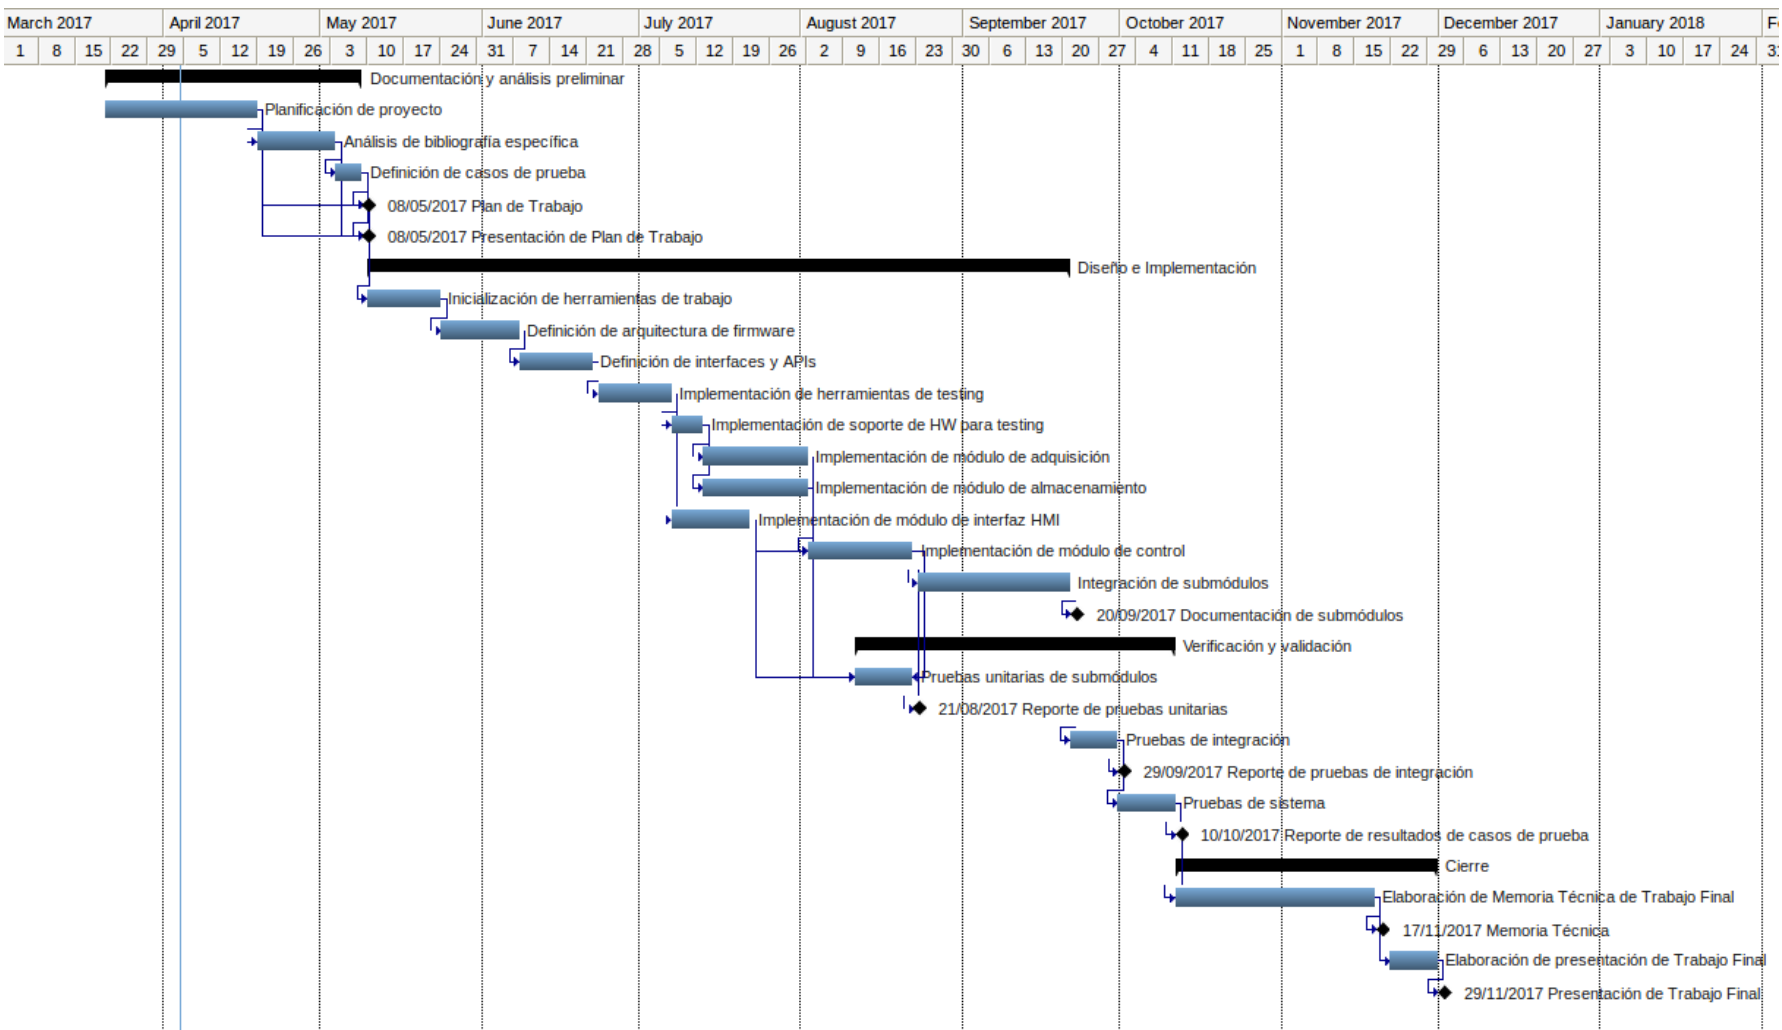 March 2017 April 2017 May 2017 June 2017 July 2017 August 2017 September 2017 October 2017 November 2017 December 2017 January 2018 Fe
1 8 15 22 29 5 12 19 26 3 10 17 24 31 7 14 21 28 5 12 19 26 2 9 16 23 30 6 13 20 27 4 11 18 25 1 8 15 22 29 6 13 20 27 3 10 17 24 31
Documentación y análisis preliminar
Planificación de proyecto
Análisis de bibliografía específica
Definición de casos de prueba
08/05/2017 Plan de Trabajo
08/05/2017 Presentación de Plan de Trabajo
Diseño e Implementación
Inicialización de herramientas de trabajo
Definición de arquitectura de firmware
Definición de interfaces y APIs
Implementación de herramientas de testing
Implementación de soporte de HW para testing
Implementación de módulo de adquisición
Implementación de módulo de almacenamiento
Implementación de módulo de interfaz HMI
Implementación de módulo de control
Integración de submódulos
20/09/2017 Documentación de submódulos
Verificación y validación
Pruebas unitarias de submódulos
21/08/2017 Reporte de pruebas unitarias
Pruebas de integración
29/09/2017 Reporte de pruebas de integración
Pruebas de sistema
10/10/2017 Reporte de resultados de casos de prueba
Cierre
Elaboración de Memoria Técnica de Trabajo Final
17/11/2017 Memoria Técnica
Elaboración de presentación de Trabajo Final
29/11/2017 Presentación de Trabajo Final